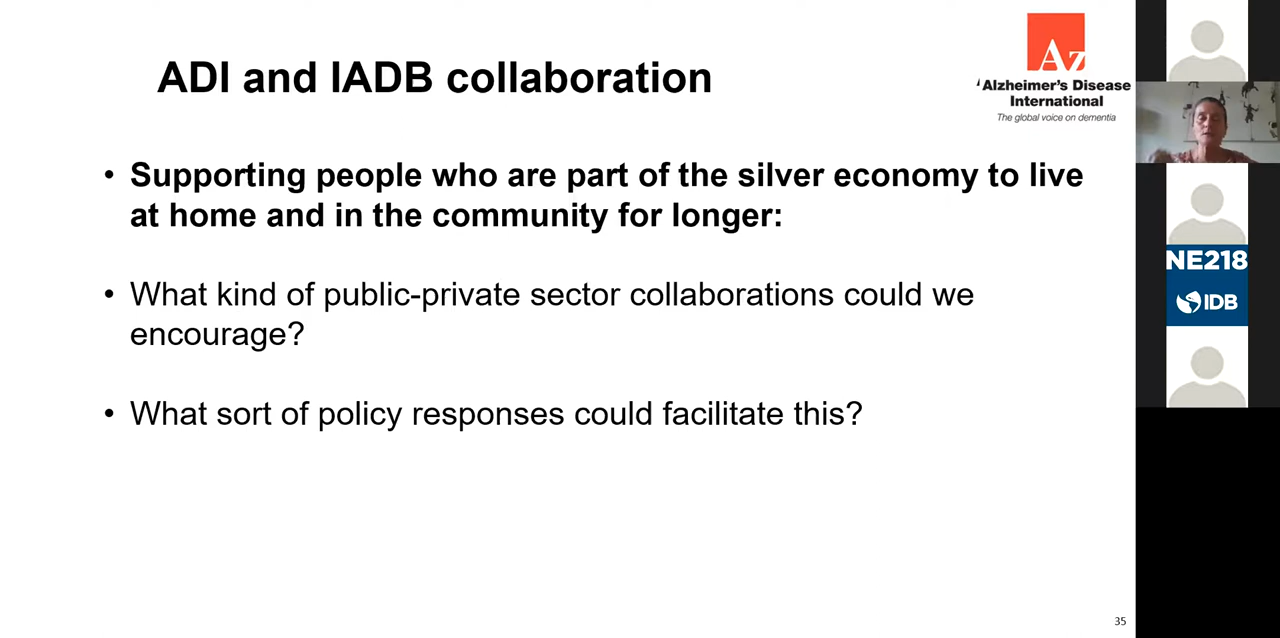 ADI and IADB collaboration
Az
Alzheimer's Disease
International
The global voice on dementia
• Supporting people who are part of the silver economy to live
at home and in the community for longer:
• What kind of public-private sector collaborations could we
encourage?
• What sort of policy responses could facilitate this?
35
NE218
IDB